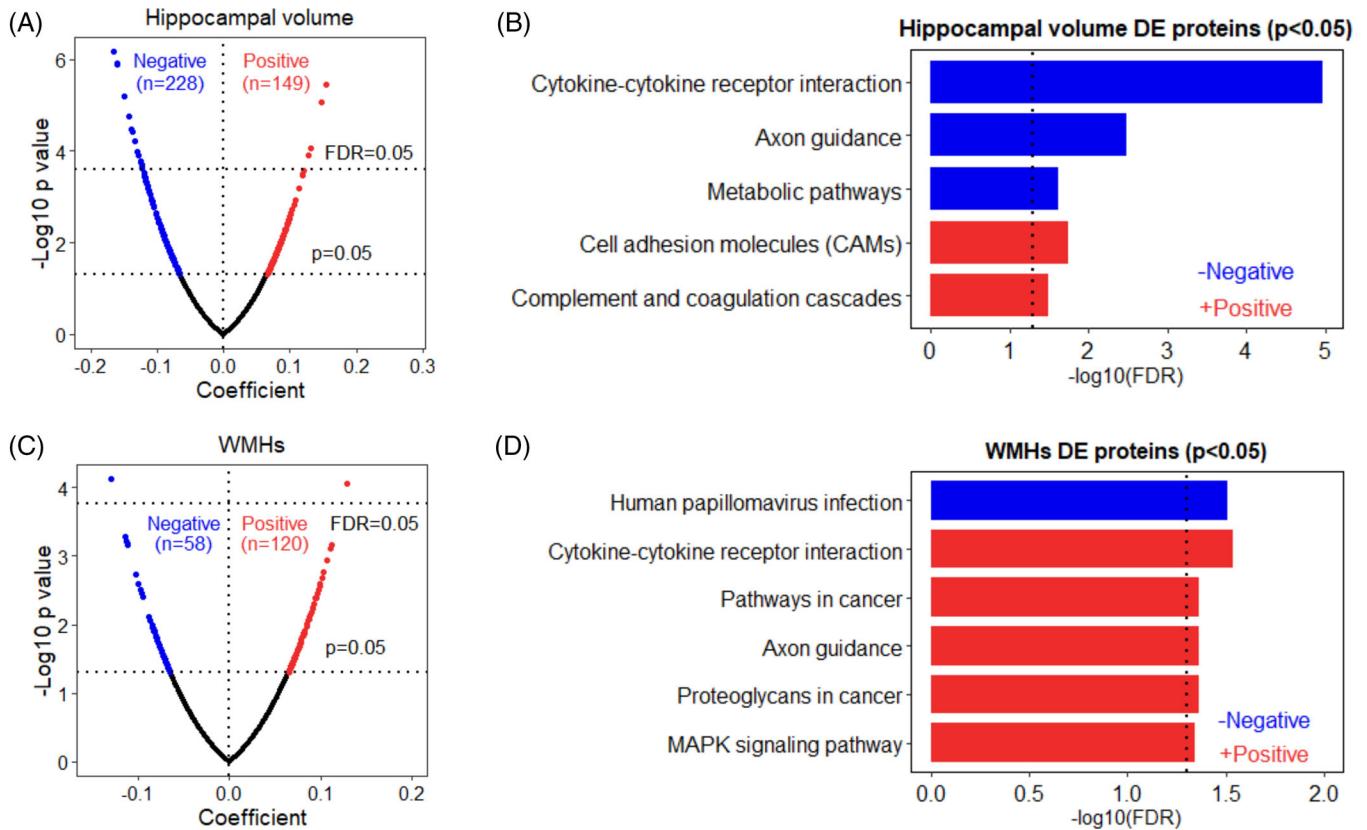 (A)
Hippocampal volume
Negative
(n=228)
Positive
(n=149)
FDR=0.05
p=0.05
-Log10 p value
6
4
2
0
-0.2 -0.1 0.0 0.1 0.2 0.3
Coefficient
(B)
Hippocampal volume DE proteins (p<0.05)
Cytokine-cytokine receptor interaction
Axon guidance
Metabolic pathways
Cell adhesion molecules (CAMs)
Complement and coagulation cascades
-Negative
+Positive
0 1 2 3 4 5
-log10(FDR)
(C)
WMHs
Negative
(n=58)
Positive
(n=120)
FDR=0.05
p=0.05
-Log10 p value
4
3
2
1
0
-0.1 0.0 0.1 0.2
Coefficient
(D)
WMHs DE proteins (p<0.05)
Human papillomavirus infection
Cytokine-cytokine receptor interaction
Pathways in cancer
Axon guidance
Proteoglycans in cancer
MAPK signaling pathway
-Negative
+Positive
0.0 0.5 1.0 1.5 2.0
-log10(FDR)